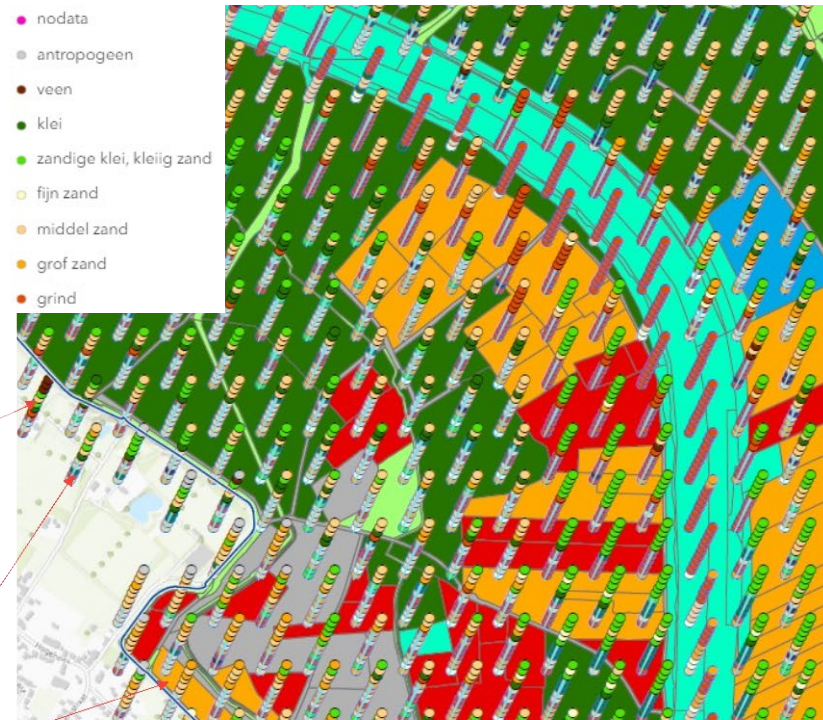 nodata
antropogeen
veen
klei
zandige klei, kleiig zand
fijn zand
middel zand
grof zand
grind